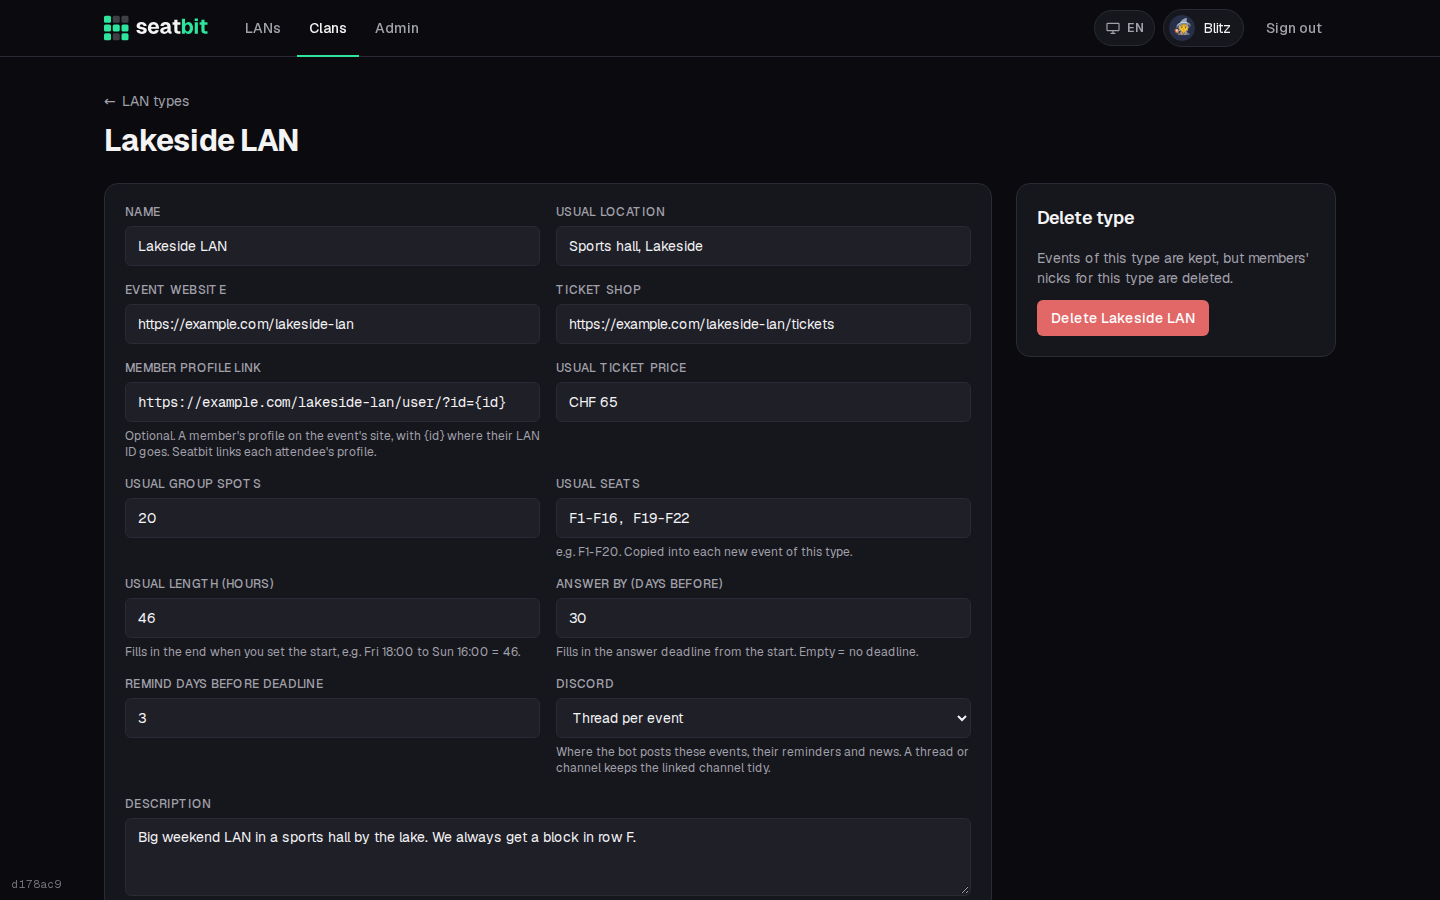 seatbit
LANs
Clans
Admin
EN
Blitz
Sign out
← LAN types
Lakeside LAN
NAME
Lakeside LAN
USUAL LOCATION
Sports hall, Lakeside
EVENT WEBSITE
https://example.com/lakeside-lan
TICKET SHOP
https://example.com/lakeside-lan/tickets
MEMBER PROFILE LINK
https://example.com/lakeside-lan/user/?id={id}
Optional. A member's profile on the event's site, with {id} where their LAN
ID goes. Seatbit links each attendee's profile.
USUAL TICKET PRICE
CHF 65
USUAL GROUP SPOTS
20
USUAL SEATS
F1-F16, F19-F22
e.g. F1-F20. Copied into each new event of this type.
USUAL LENGTH (HOURS)
46
Fills in the end when you set the start, e.g. Fri 18:00 to Sun 16:00 = 46.
ANSWER BY (DAYS BEFORE)
30
Fills in the answer deadline from the start. Empty = no deadline.
REMIND DAYS BEFORE DEADLINE
3
DISCORD
Thread per event
Where the bot posts these events, their reminders and news. A thread or
channel keeps the linked channel tidy.
DESCRIPTION
Big weekend LAN in a sports hall by the lake. We always get a block in row F.
Delete type
Events of this type are kept, but members'
nicks for this type are deleted.
Delete Lakeside LAN
d178ac9